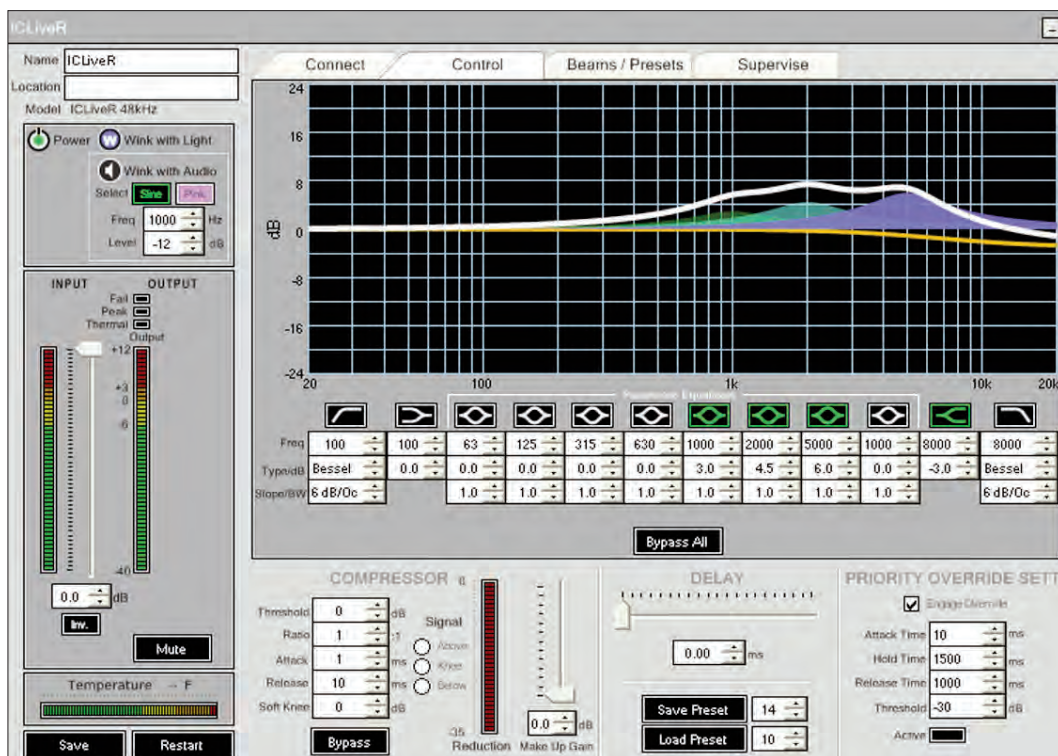 ICLiveR
Name ICLiveR
Location
Model ICLiveR 48kHz
Power W Wink with Light
Wink with Audio
Select Sine Pink
Freq 1000 Hz
Level -12 dB
INPUT OUTPUT
Fail
Peak
Thermal
Output
+12
+3
-0
-6
-40
0.0 dB
Inv.
Mute
Temperature -- F
Save Restart
Connect Control Beams / Presets Supervise
dB
24
16
8
0
-8
-16
-24
20 100 1k 10k 20k
Parametric Equalizers
Freq 100 100 63 125 315 630 1000 2000 5000 1000 8000 8000
Type/dB Bessel 0.0 0.0 0.0 0.0 0.0 3.0 4.5 6.0 0.0 -3.0 Bessel
Slope/BW 6 dB/Oc 1.0 1.0 1.0 1.0 1.0 1.0 1.0 1.0 6 dB/Oc
Bypass All
COMPRESSOR
Threshold 0 dB
Ratio 1 :1
Attack 1 ms
Release 10 ms
Soft Knee 0 dB
Bypass
Signal
Above
Knee
Below
-35
Reduction
0.0 dB
Make Up Gain
DELAY
0.00 ms
Save Preset 14
Load Preset 10
PRIORITY OVERRIDE SETT
Engage Override
Attack Time 10 ms
Hold Time 1500 ms
Release Time 1000 ms
Threshold -30 dB
Active